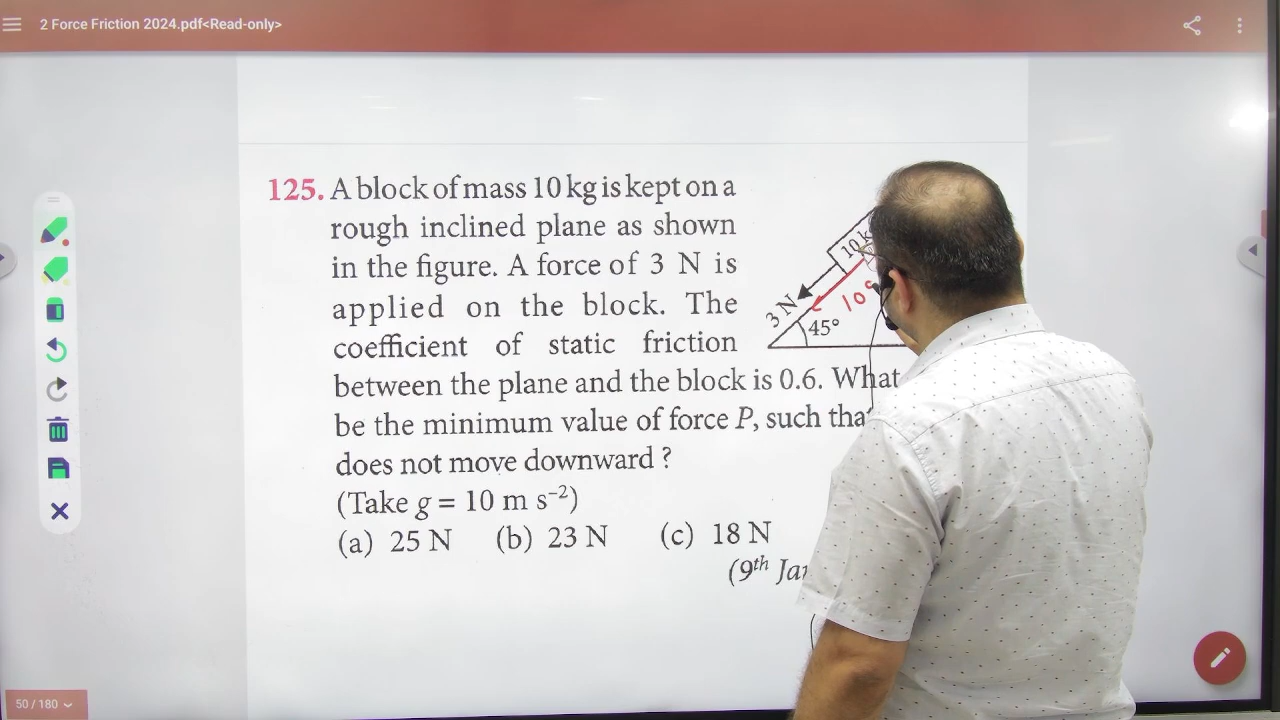 2 Force Friction 2024.pdf<Read-only>
125. A block of mass 10 kg is kept on a
rough inclined plane as shown
in the figure. A force of 3 N is
applied on the block. The
coefficient of static friction
between the plane and the block is 0.6. What
be the minimum value of force P, such that
does not move downward ?
(Take g = 10 m s⁻²)
(a) 25 N (b) 23 N (c) 18 N
(9th Jan
10 k
3 N
10
45°
50 / 180